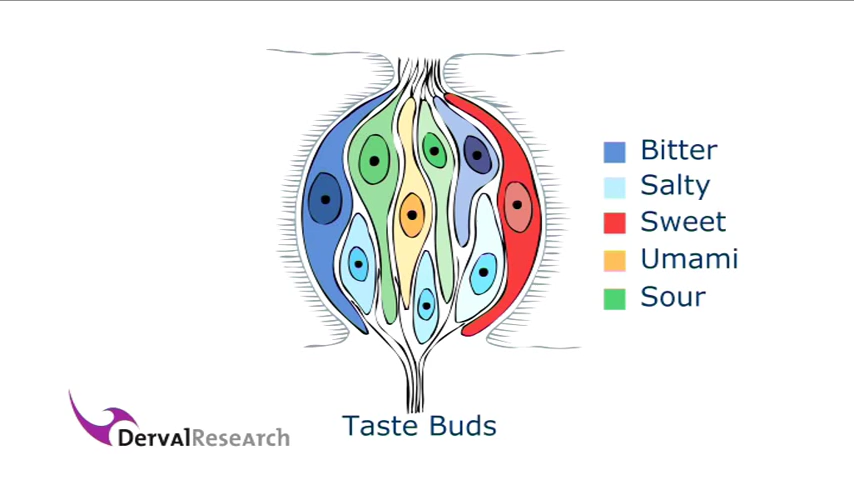 Bitter
Salty
Sweet
Umami
Sour
Taste Buds
DervalResearch